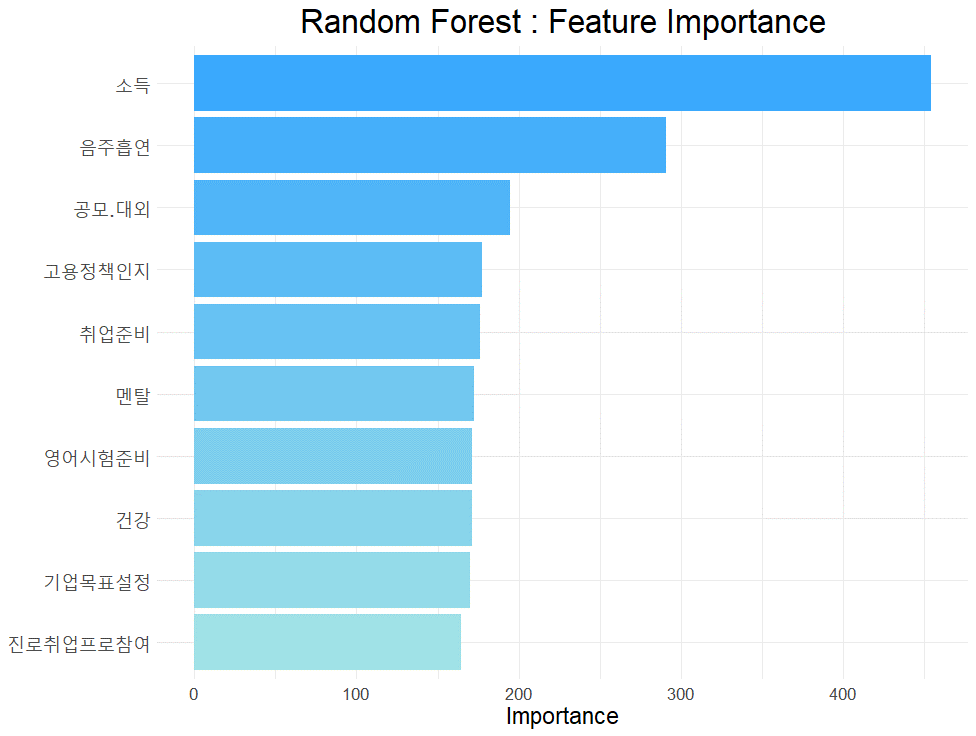 Random Forest : Feature Importance
소득
음주흡연
공모.대외
고용정책인지
취업준비
멘탈
영어시험준비
건강
기업목표설정
진로취업프로참여
0 100 200 300 400
Importance